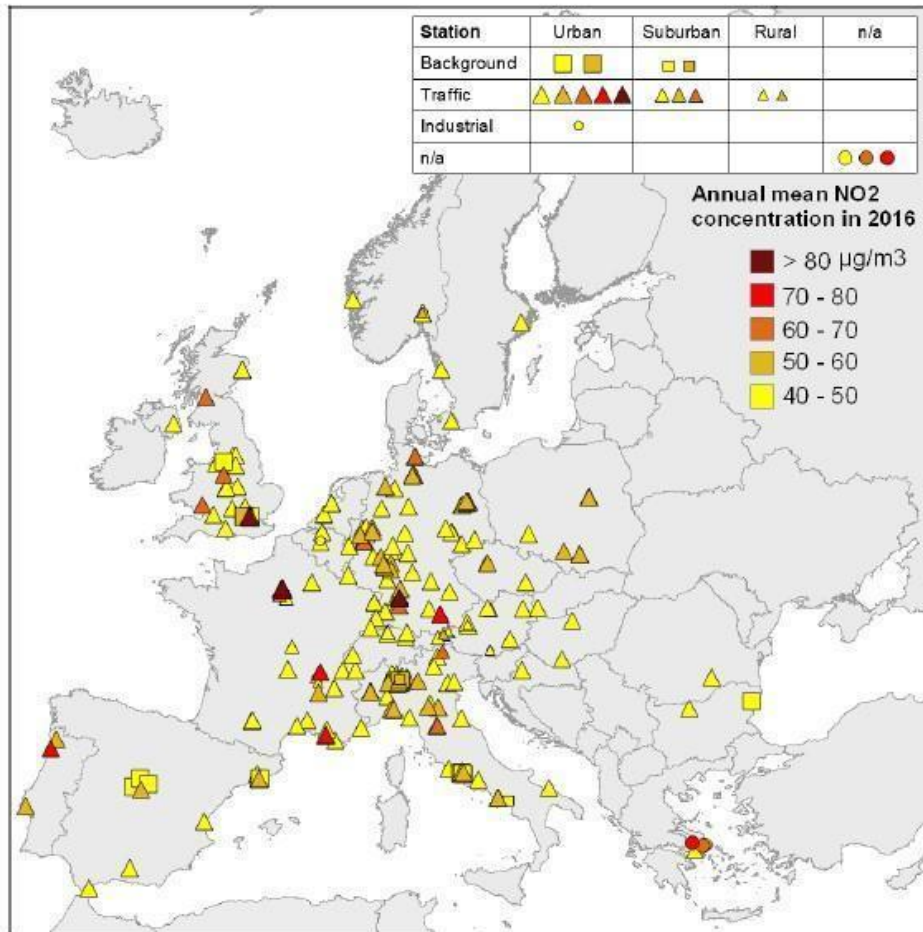 Station Urban Suburban Rural n/a
Background
Traffic
Industrial
n/a
Annual mean NO2
concentration in 2016
> 80 µg/m3
70 - 80
60 - 70
50 - 60
40 - 50